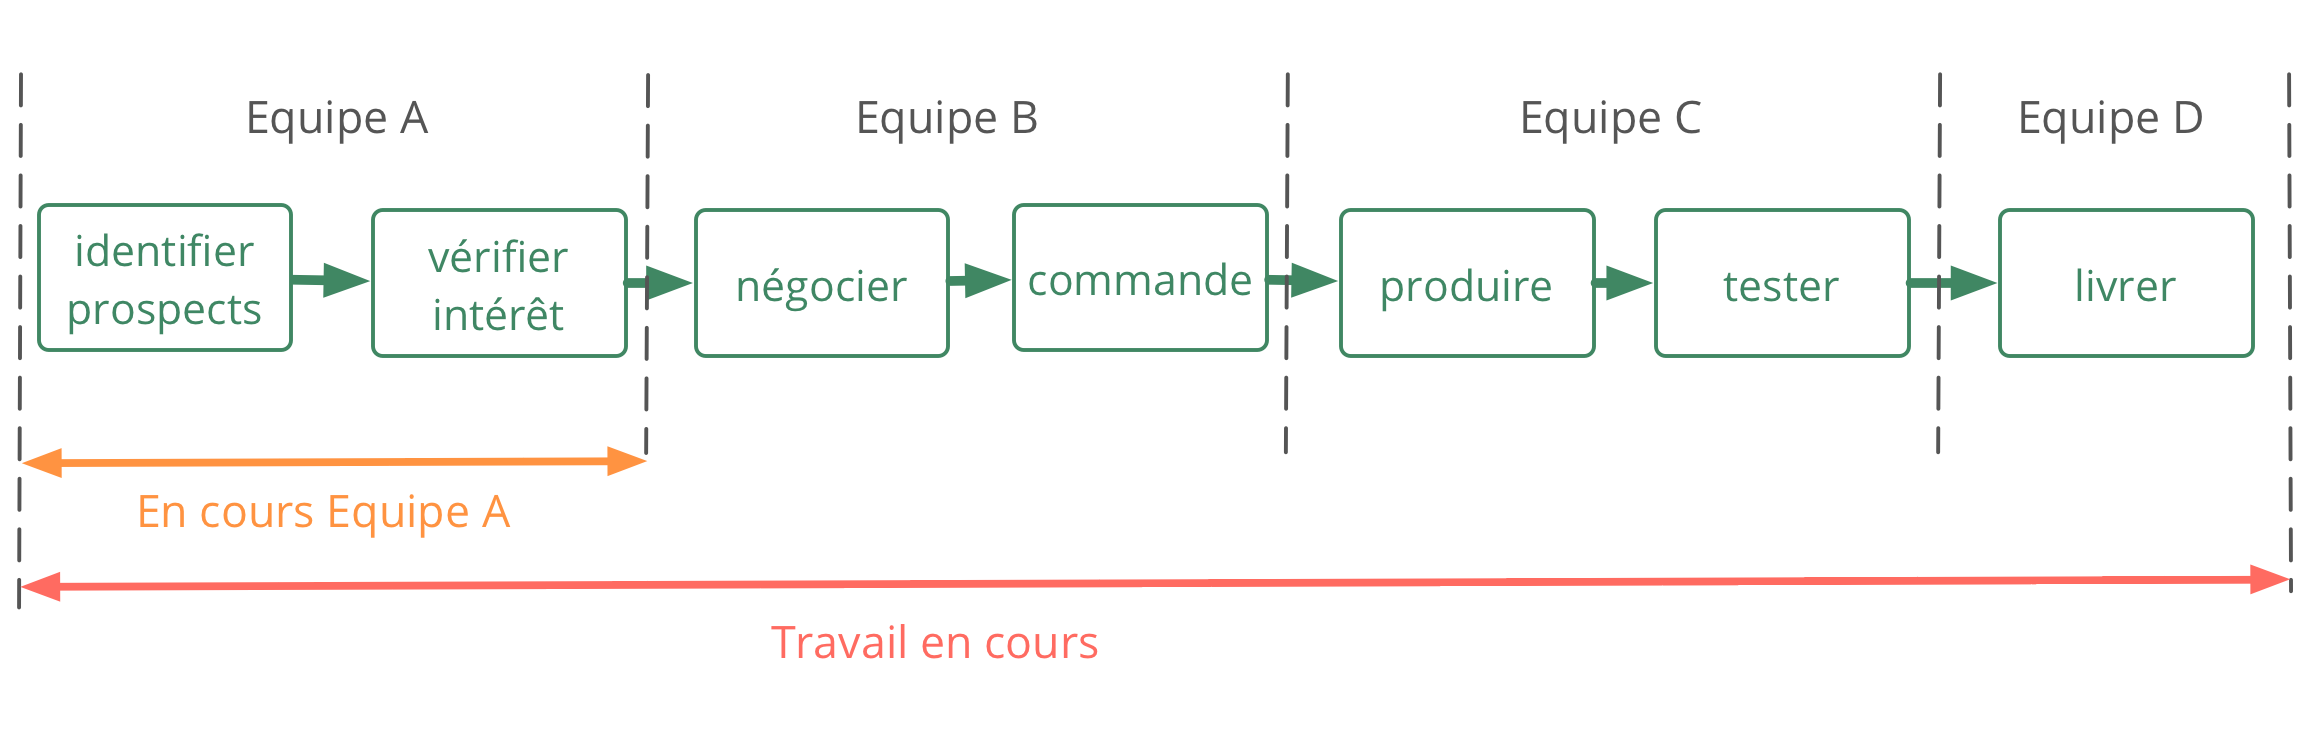 Equipe A
Equipe B
Equipe C
Equipe D
identifier
prospects
vérifier
intérêt
négocier
commande
produire
tester
livrer
En cours Equipe A
Travail en cours